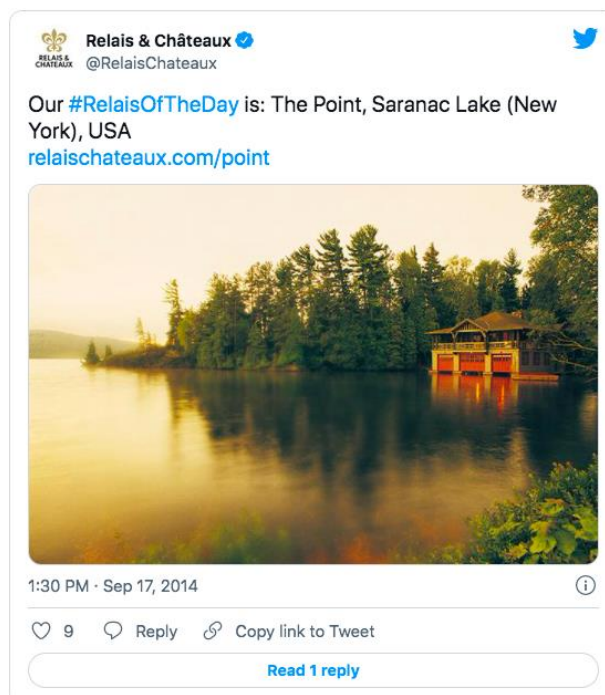 RELAIS &
CHATEAUX
Relais & Châteaux
@RelaisChateaux
Our #RelaisOfTheDay is: The Point, Saranac Lake (New
York), USA
relaischateaux.com/point
1:30 PM · Sep 17, 2014
9 Reply Copy link to Tweet
Read 1 reply